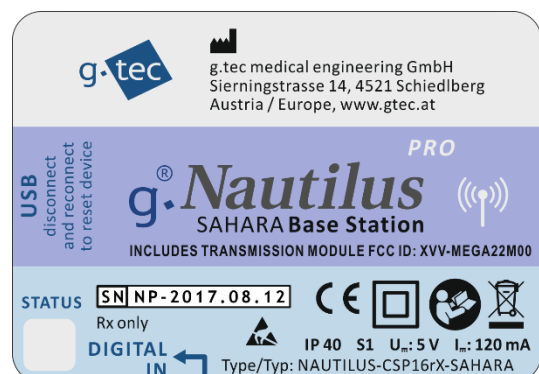 g.tec
g.tec medical engineering GmbH
Sierningstrasse 14, 4521 Schiedlberg
Austria / Europe, www.gtec.at
USB
disconnect
and reconnect
to reset device
PRO
g.®Nautilus
SAHARA Base Station
INCLUDES TRANSMISSION MODULE FCC ID: XVV-MEGA22M00
STATUS
SN NP-2017.08.12
Rx only
DIGITAL
IN
CE
IP 40 S1 Uₘ: 5 V Iₘ: 120 mA
Type/Typ: NAUTILUS-CSP16rX-SAHARA